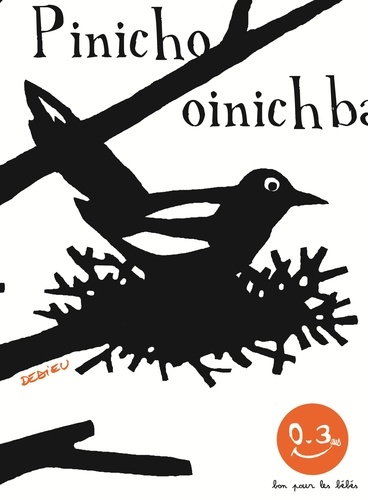 Pinicho
oinichba
DEDIEU
0-3 ans
bon pour les bébés